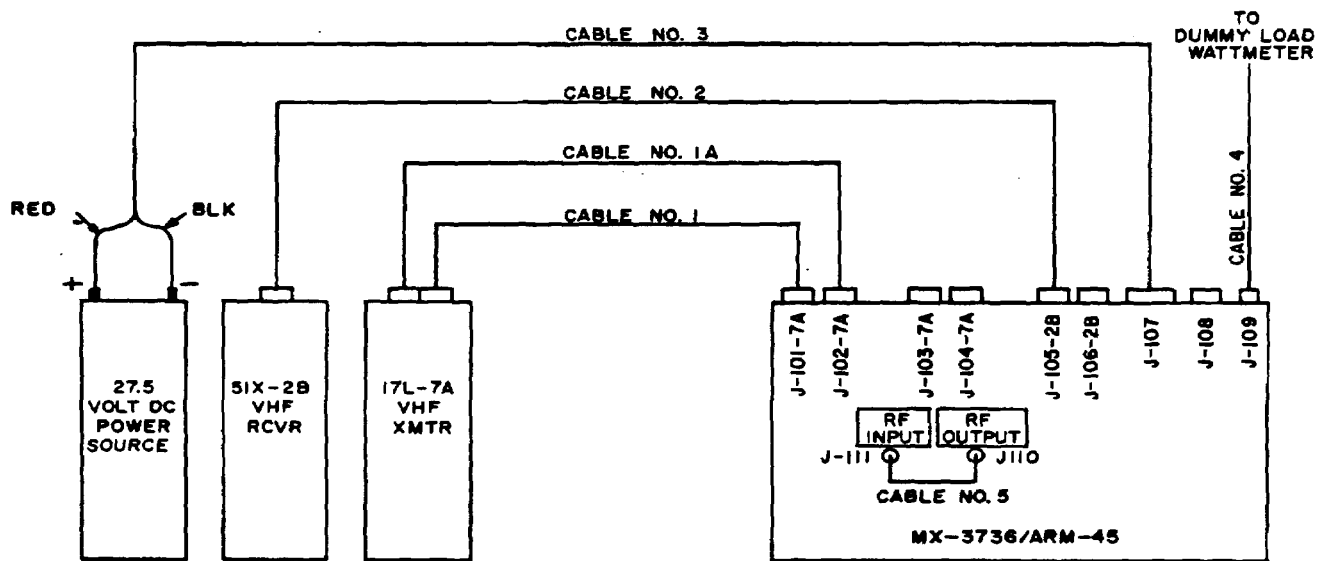 TO
DUMMY LOAD
WATTMETER
CABLE NO. 3
CABLE NO. 2
CABLE NO. 1A
CABLE NO. 1
CABLE NO. 4
RED
BLK
+
-
27.5
VOLT DC
POWER
SOURCE
51X-2B
VHF
RCVR
17L-7A
VHF
XMTR
J-101-7A
J-102-7A
J-103-7A
J-104-7A
J-105-2B
J-106-2B
J-107
J-108
J-109
RF
INPUT
RF
OUTPUT
J-111
J110
CABLE NO. 5
MX-3736/ARM-45